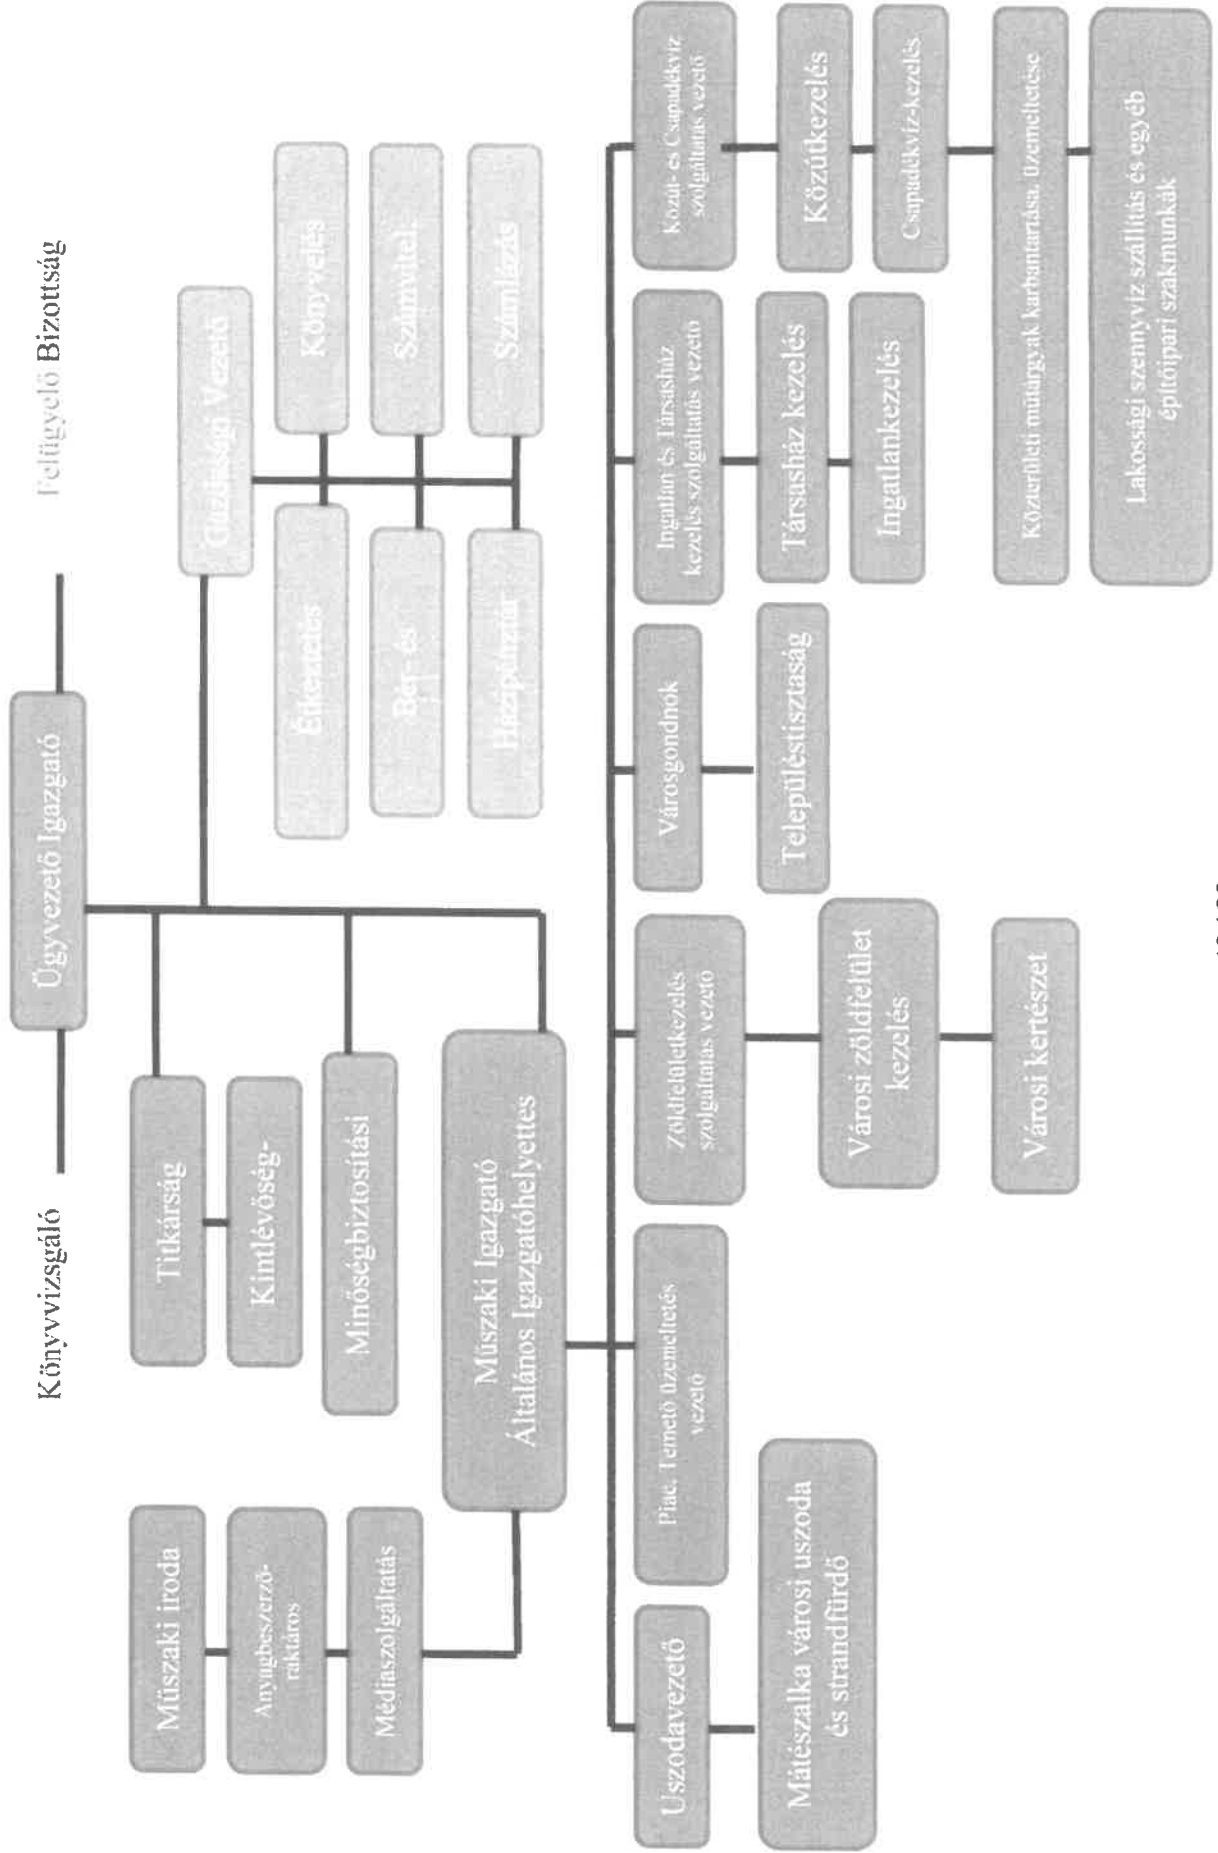 Könyvvizsgáló
Ügyvezető Igazgató
Felügyelő Bizottság
Titkárság
Kintlévőség-
Minőségbiztosítási
Gazdasági Vezető
Étkeztetés
Könyvelés
Bér- és
Számvitel,
Házipénztár
Számlázás
Műszaki iroda
Anyagbeszerző-
raktáros
Médiaszolgáltatás
Műszaki Igazgató
Általános Igazgatóhelyettes
Uszodavezető
Mátészalka városi uszoda
és strandfürdő
Piac, Temető üzemeltetés
vezető
Zöldfelületkezelés
szolgáltatás vezető
Városi zöldfelület
kezelés
Városi kertészet
Városgondnok
Településtisztaság
Ingatlan és Társasház
kezelés szolgáltatás vezető
Társasház kezelés
Ingatlankezelés
Közút- és Csapadékvíz
szolgáltatás vezető
Közútkezelés
Csapadékvíz-kezelés
Közterületi műtárgyak karbantartása, üzemeltetése
Lakossági szennyvíz szállítás és egyéb
építőipari szakmunkák